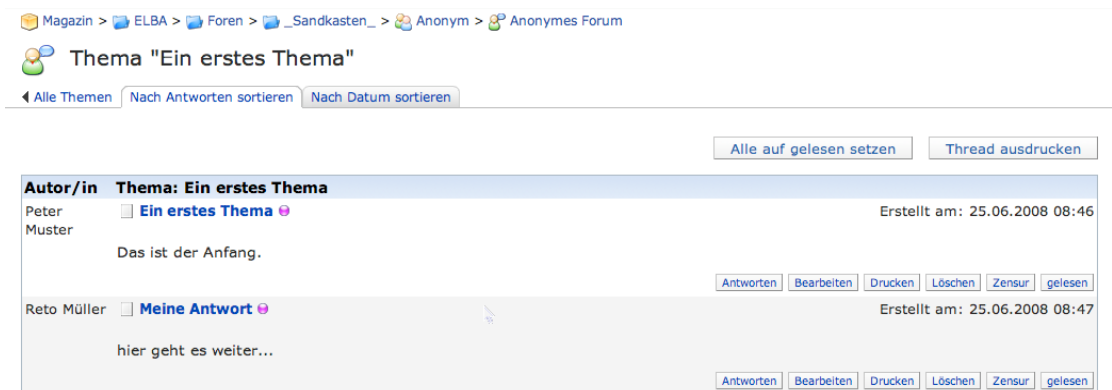 Magazin > ELBA > Foren > _Sandkasten_ > Anonym > Anonymes Forum
Thema "Ein erstes Thema"
Alle Themen Nach Antworten sortieren Nach Datum sortieren
Alle auf gelesen setzen Thread ausdrucken
Autor/in Thema: Ein erstes Thema
Peter Muster Ein erstes Thema Erstellt am: 25.06.2008 08:46
Das ist der Anfang.
Antworten Bearbeiten Drucken Löschen Zensur gelesen
Reto Müller Meine Antwort Erstellt am: 25.06.2008 08:47
hier geht es weiter...
Antworten Bearbeiten Drucken Löschen Zensur gelesen